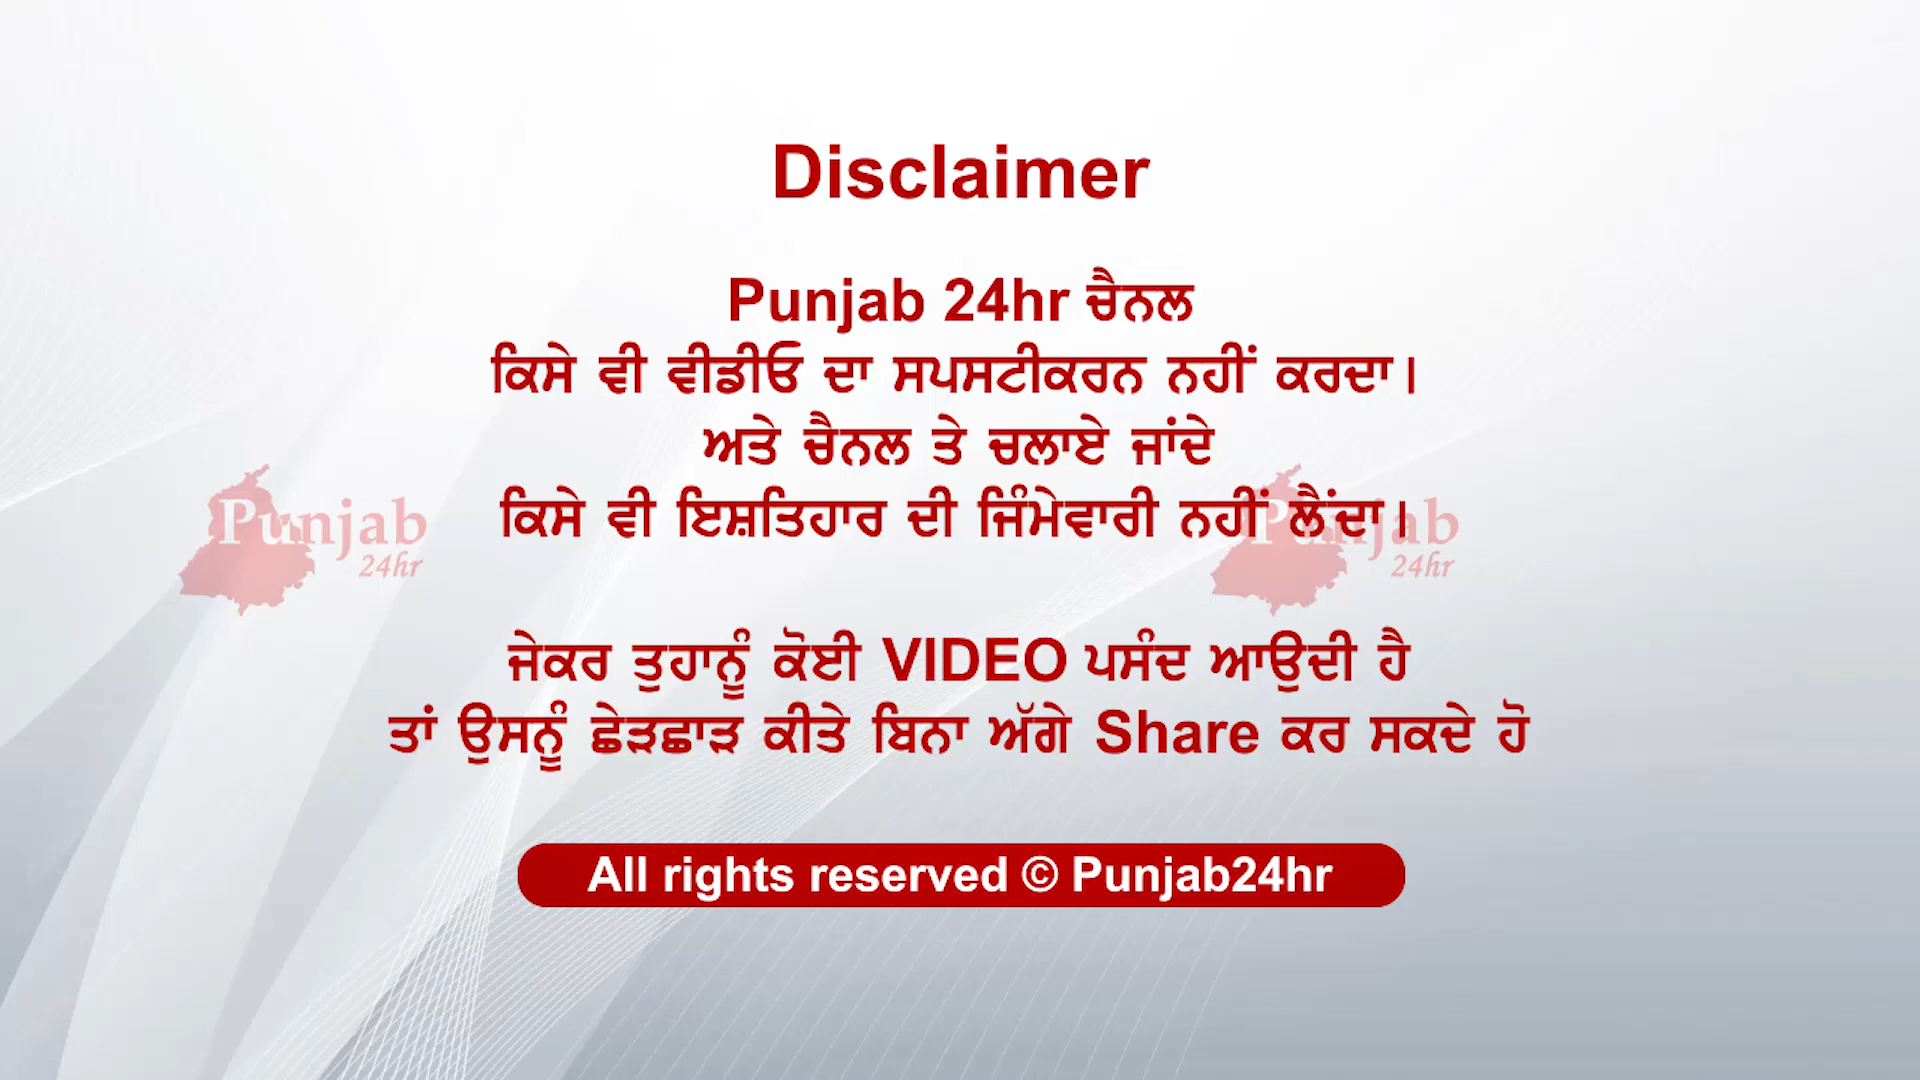 Disclaimer
Punjab 24hr ਚੈਨਲ
ਕਿਸੇ ਵੀ ਵੀਡੀਓ ਦਾ ਸਪਸਟੀਕਰਨ ਨਹੀਂ ਕਰਦਾ।
ਅਤੇ ਚੈਨਲ ਤੇ ਚਲਾਏ ਜਾਂਦੇ
ਕਿਸੇ ਵੀ ਇਸ਼ਤਿਹਾਰ ਦੀ ਜਿੰਮੇਵਾਰੀ ਨਹੀਂ ਲੈਂਦਾ।
Punjab
24hr
Punjab
24hr
ਜੇਕਰ ਤੁਹਾਨੂੰ ਕੋਈ VIDEO ਪਸੰਦ ਆਉਦੀ ਹੈ
ਤਾਂ ਉਸਨੂੰ ਛੇੜਛਾੜ ਕੀਤੇ ਬਿਨਾ ਅੱਗੇ Share ਕਰ ਸਕਦੇ ਹੋ
All rights reserved © Punjab24hr